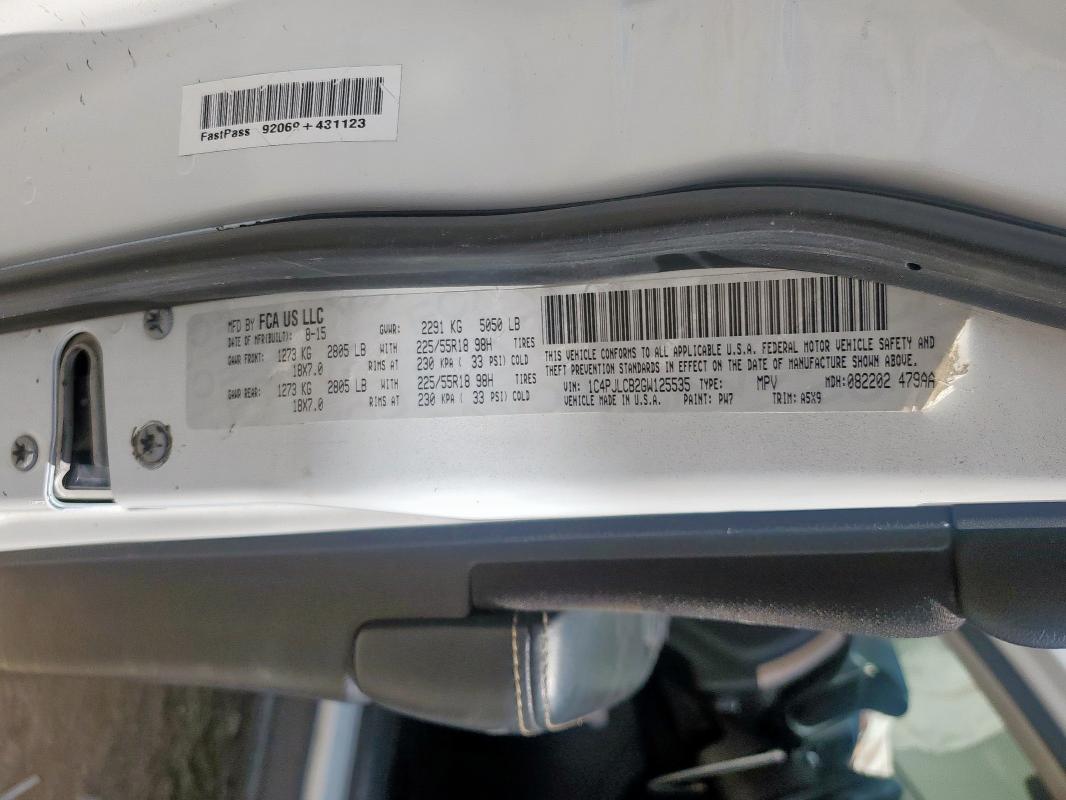 FastPass 92069+431123
MFD BY FCA US LLC
DATE OF MFR(BUILT): 8-15 GVWR: 2291 KG 5050 LB
GAWR FRONT: 1273 KG 2805 LB WITH 225/55R18 98H TIRES
18X7.0 RIMS AT 230 KPA ( 33 PSI) COLD
GAWR REAR: 1273 KG 2805 LB WITH 225/55R18 98H TIRES
18X7.0 RIMS AT 230 KPA ( 33 PSI) COLD
THIS VEHICLE CONFORMS TO ALL APPLICABLE U.S.A. FEDERAL MOTOR VEHICLE SAFETY AND
THEFT PREVENTION STANDARDS IN EFFECT ON THE DATE OF MANUFACTURE SHOWN ABOVE.
VIN: 1C4PJLCB2GW125535 TYPE: MPV MDH: 082202 479AA
VEHICLE MADE IN U.S.A. PAINT: PW7 TRIM: A5X9